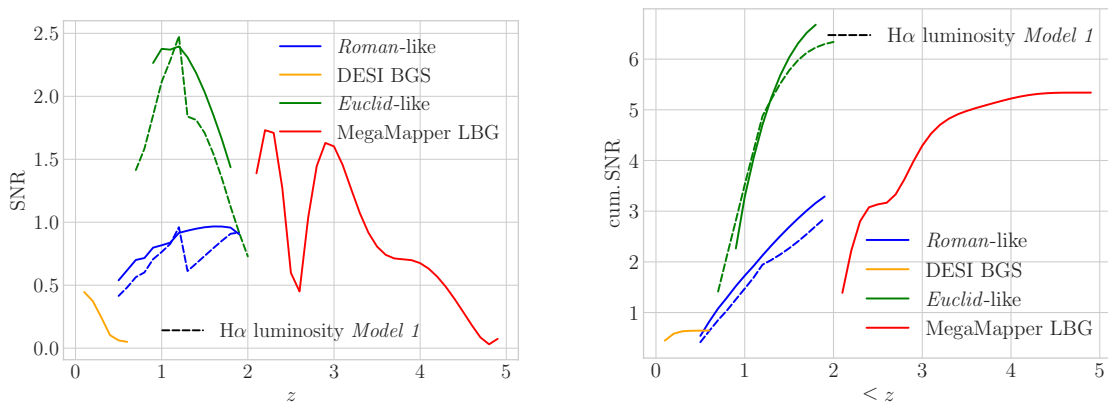 2.5
2.0
1.5
1.0
0.5
0.0
SNR
Roman-like
DESI BGS
Euclid-like
MegaMapper LBG
Hα luminosity Model 1
0 1 2 3 4 5
z
6
5
4
3
2
1
cum. SNR
Hα luminosity Model 1
Roman-like
DESI BGS
Euclid-like
MegaMapper LBG
0 1 2 3 4 5
< z